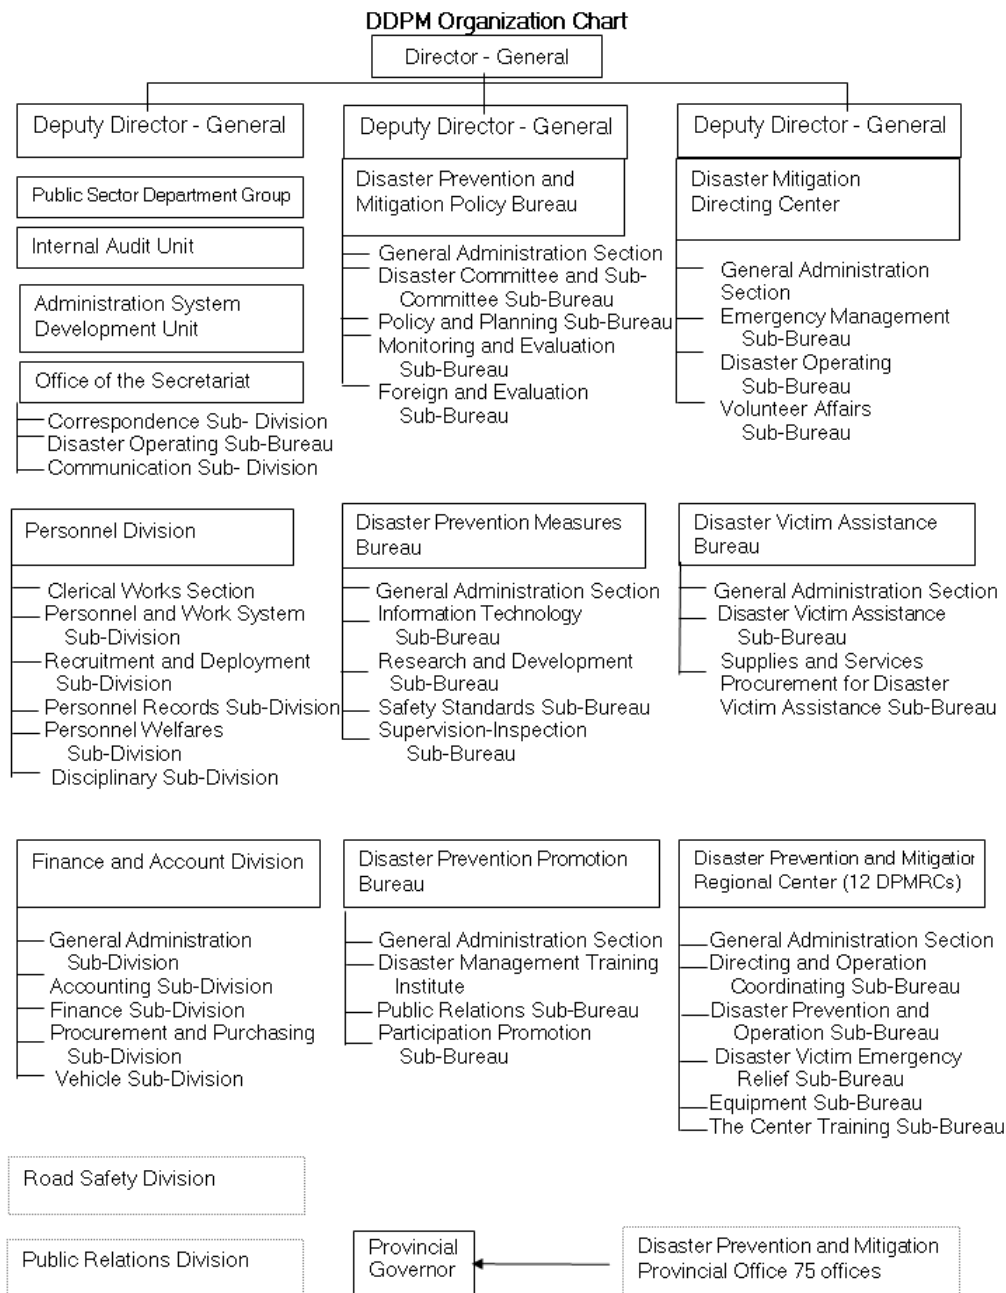 DDPM Organization Chart
Director - General
Deputy Director - General
Public Sector Department Group
Internal Audit Unit
Administration System
Development Unit
Office of the Secretariat
Correspondence Sub- Division
Disaster Operating Sub-Bureau
Communication Sub- Division
Deputy Director - General
Disaster Prevention and
Mitigation Policy Bureau
General Administration Section
Disaster Committee and Sub-
Committee Sub-Bureau
Policy and Planning Sub-Bureau
Monitoring and Evaluation
Sub-Bureau
Foreign and Evaluation
Sub-Bureau
Deputy Director - General
Disaster Mitigation
Directing Center
General Administration
Section
Emergency Management
Sub-Bureau
Disaster Operating
Sub-Bureau
Volunteer Affairs
Sub-Bureau
Personnel Division
Clerical Works Section
Personnel and Work System
Sub-Division
Recruitment and Deployment
Sub-Division
Personnel Records Sub-Division
Personnel Welfares
Sub-Division
Disciplinary Sub-Division
Disaster Prevention Measures
Bureau
General Administration Section
Information Technology
Sub-Bureau
Research and Development
Sub-Bureau
Safety Standards Sub-Bureau
Supervision-Inspection
Sub-Bureau
Disaster Victim Assistance
Bureau
General Administration Section
Disaster Victim Assistance
Sub-Bureau
Supplies and Services
Procurement for Disaster
Victim Assistance Sub-Bureau
Finance and Account Division
General Administration
Sub-Division
Accounting Sub-Division
Finance Sub-Division
Procurement and Purchasing
Sub-Division
Vehicle Sub-Division
Disaster Prevention Promotion
Bureau
General Administration Section
Disaster Management Training
Institute
Public Relations Sub-Bureau
Participation Promotion
Sub-Bureau
Disaster Prevention and Mitigation
Regional Center (12 DPMRCs)
General Administration Section
Directing and Operation
Coordinating Sub-Bureau
Disaster Prevention and
Operation Sub-Bureau
Disaster Victim Emergency
Relief Sub-Bureau
Equipment Sub-Bureau
The Center Training Sub-Bureau
Road Safety Division
Public Relations Division
Provincial
Governor
Disaster Prevention and Mitigation
Provincial Office 75 offices